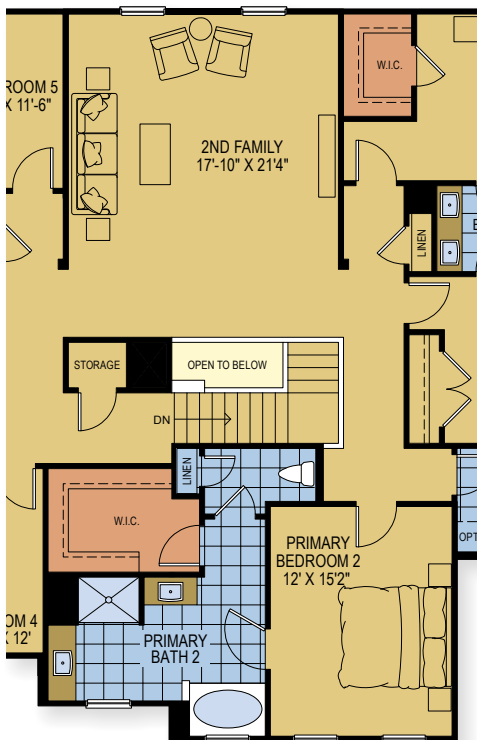 ROOM 5
X 11'-6"
W.I.C.
2ND FAMILY
17'-10" X 21'4"
LINEN
STORAGE
OPEN TO BELOW
DN
LINEN
W.I.C.
PRIMARY
BEDROOM 2
12' X 15'2"
OPT
OM 4
X 12'
PRIMARY
BATH 2